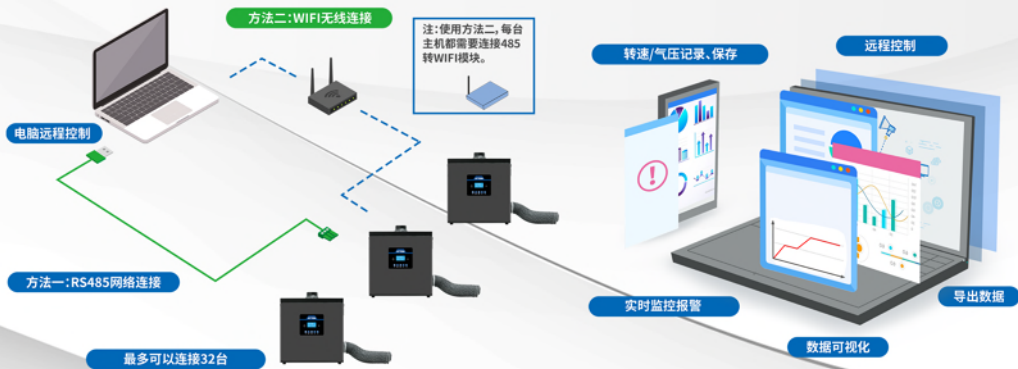 方法二：WIFI无线连接
注：使用方法二，每台
主机都需要连接485
转WIFI模块。
电脑远程控制
方法一：RS485网络连接
最多可以连接32台
转速/气压记录、保存
远程控制
实时监控报警
导出数据
数据可视化